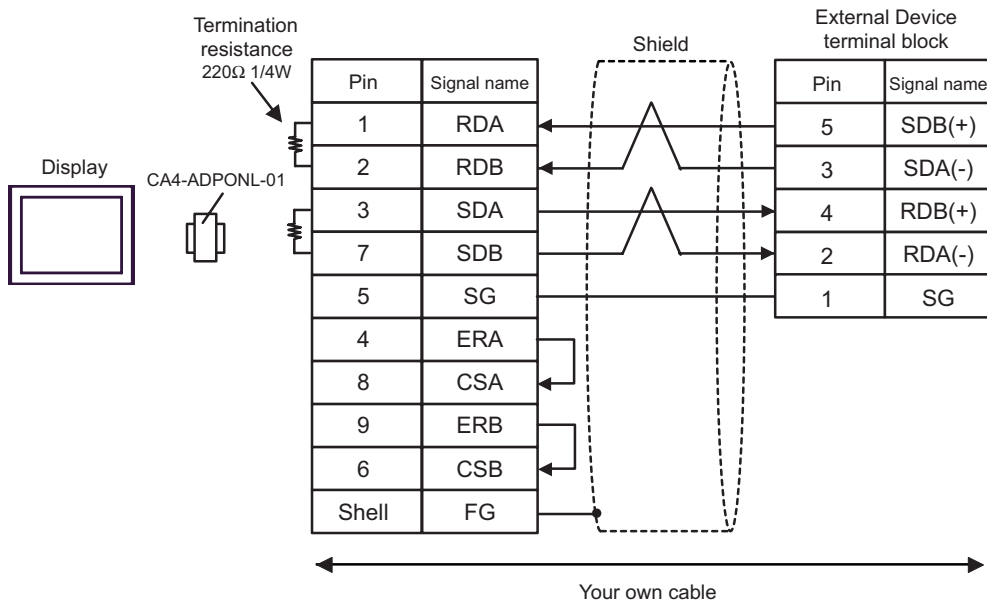 Termination
resistance
220Ω 1/4W
Shield
External Device
terminal block
Display
CA4-ADPONL-01
Pin Signal name
1 RDA
2 RDB
3 SDA
7 SDB
5 SG
4 ERA
8 CSA
9 ERB
6 CSB
Shell FG
Pin Signal name
5 SDB(+)
3 SDA(-)
4 RDB(+)
2 RDA(-)
1 SG
Your own cable